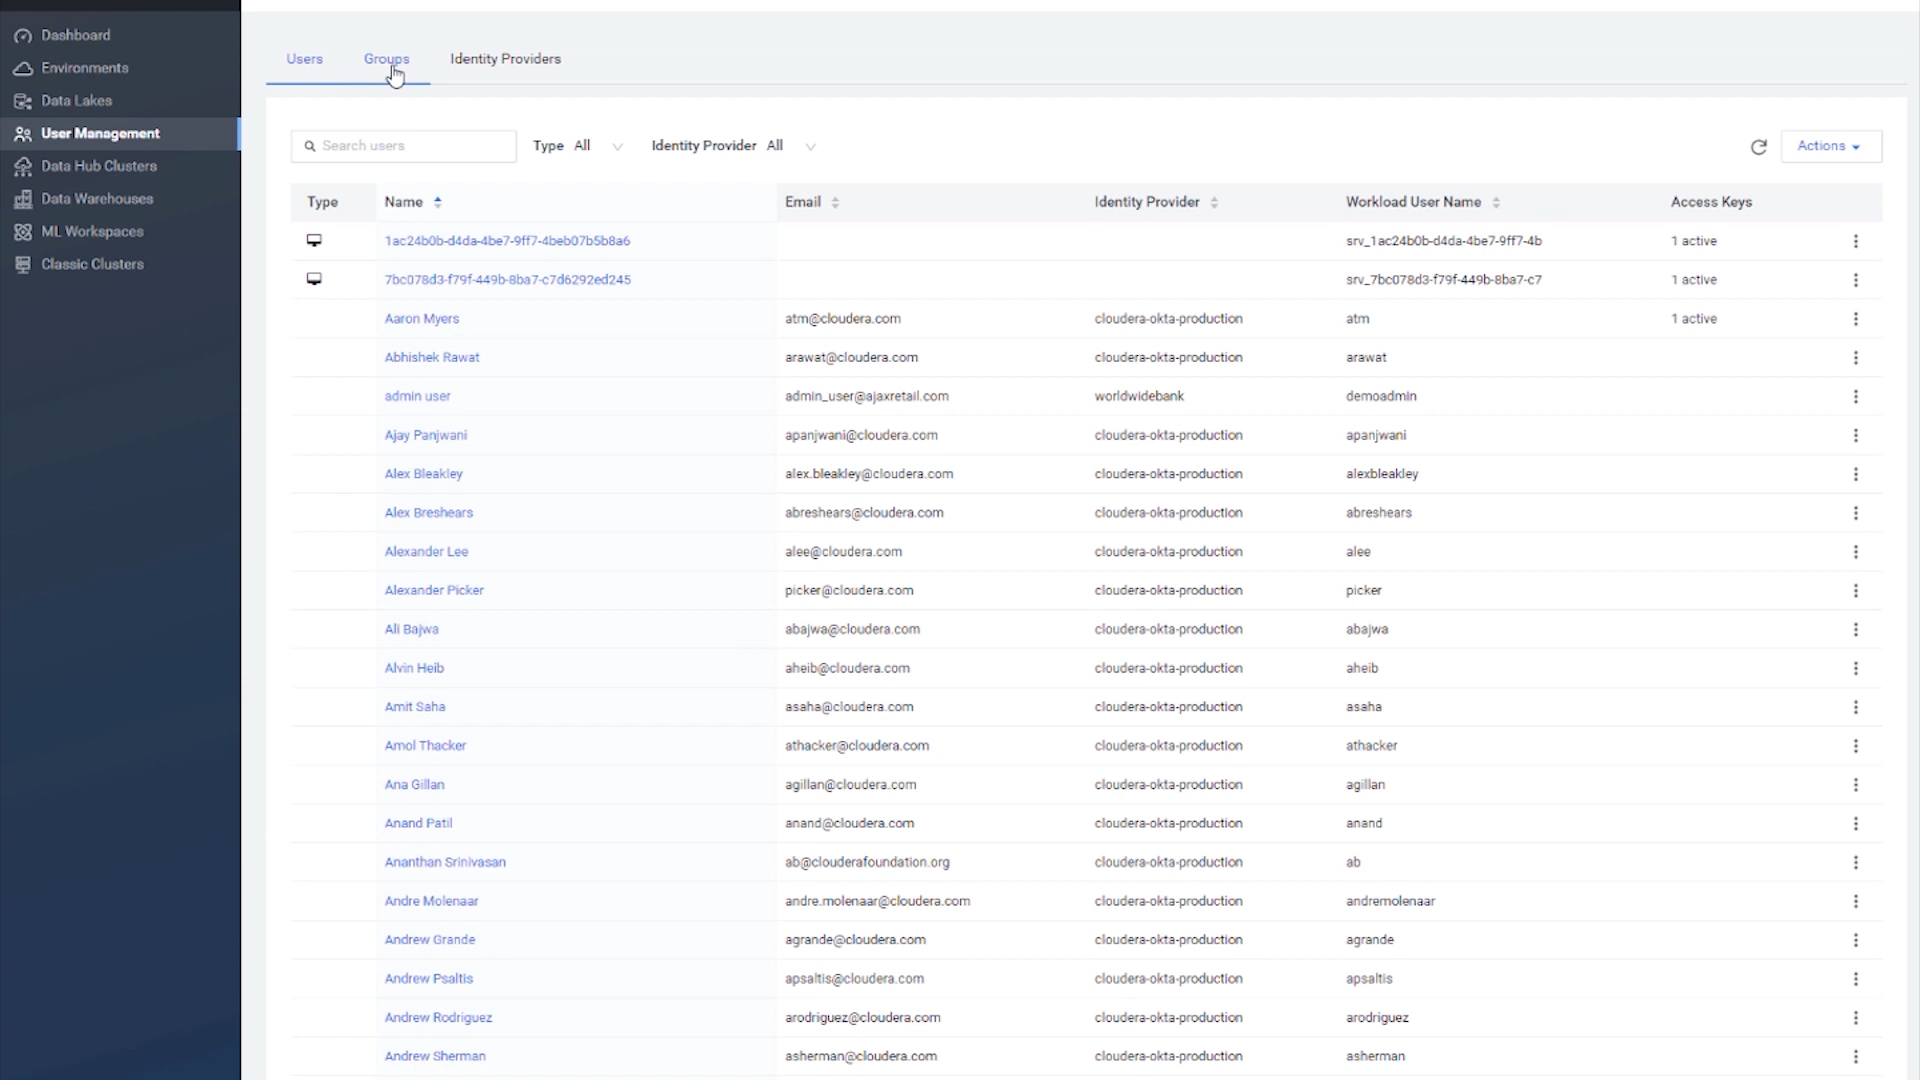 Dashboard
Environments
Data Lakes
User Management
Data Hub Clusters
Data Warehouses
ML Workspaces
Classic Clusters
Users Groups Identity Providers
Search users Type All Identity Provider All Actions
Type Name Email Identity Provider Workload User Name Access Keys
1ac24b0b-d4da-4be7-9ff7-4beb07b5b8a6 srv_1ac24b0b-d4da-4be7-9ff7-4b 1 active
7bc078d3-f79f-449b-8ba7-c7d6292ed245 srv_7bc078d3-f79f-449b-8ba7-c7 1 active
Aaron Myers atm@cloudera.com cloudera-okta-production atm 1 active
Abhishek Rawat arawat@cloudera.com cloudera-okta-production arawat
admin user admin_user@ajaxretail.com worldwidebank demoadmin
Ajay Panjwani apanjwani@cloudera.com cloudera-okta-production apanjwani
Alex Bleakley alex.bleakley@cloudera.com cloudera-okta-production alexbleakley
Alex Breshears abreshears@cloudera.com cloudera-okta-production abreshears
Alexander Lee alee@cloudera.com cloudera-okta-production alee
Alexander Picker picker@cloudera.com cloudera-okta-production picker
Ali Bajwa abajwa@cloudera.com cloudera-okta-production abajwa
Alvin Heib aheib@cloudera.com cloudera-okta-production aheib
Amit Saha asaha@cloudera.com cloudera-okta-production asaha
Amol Thacker athacker@cloudera.com cloudera-okta-production athacker
Ana Gillan agillan@cloudera.com cloudera-okta-production agillan
Anand Patil anand@cloudera.com cloudera-okta-production anand
Ananthan Srinivasan ab@clouderafoundation.org cloudera-okta-production ab
Andre Molenaar andre.molenaar@cloudera.com cloudera-okta-production andremolenaar
Andrew Grande agrande@cloudera.com cloudera-okta-production agrande
Andrew Psaltis apsaltis@cloudera.com cloudera-okta-production apsaltis
Andrew Rodriguez arodriguez@cloudera.com cloudera-okta-production arodriguez
Andrew Sherman asherman@cloudera.com cloudera-okta-production asherman